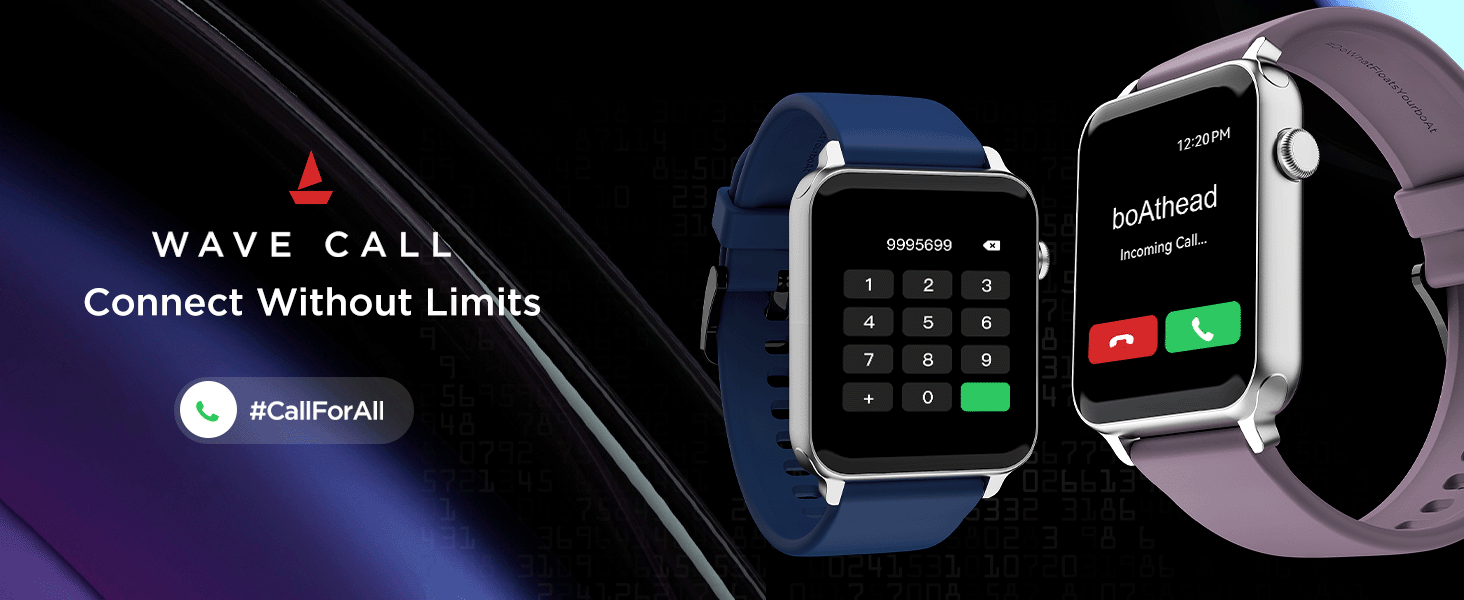 WAVE CALL
Connect Without Limits
#CallForAll
9995699
1 2 3
4 5 6
7 8 9
+ 0
12:20 PM
boAthead
Incoming Call...
#DoWhatFloatsYourboAt